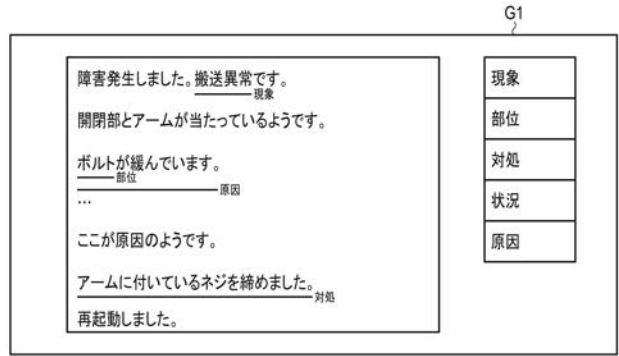 G1
障害発生しました。搬送異常です。
現象
開閉部とアームが当たっているようです。
ボルトが緩んでいます。
部位
原因
…
ここが原因のようです。
アームに付いているネジを締めました。
対処
再起動しました。
現象
部位
対処
状況
原因